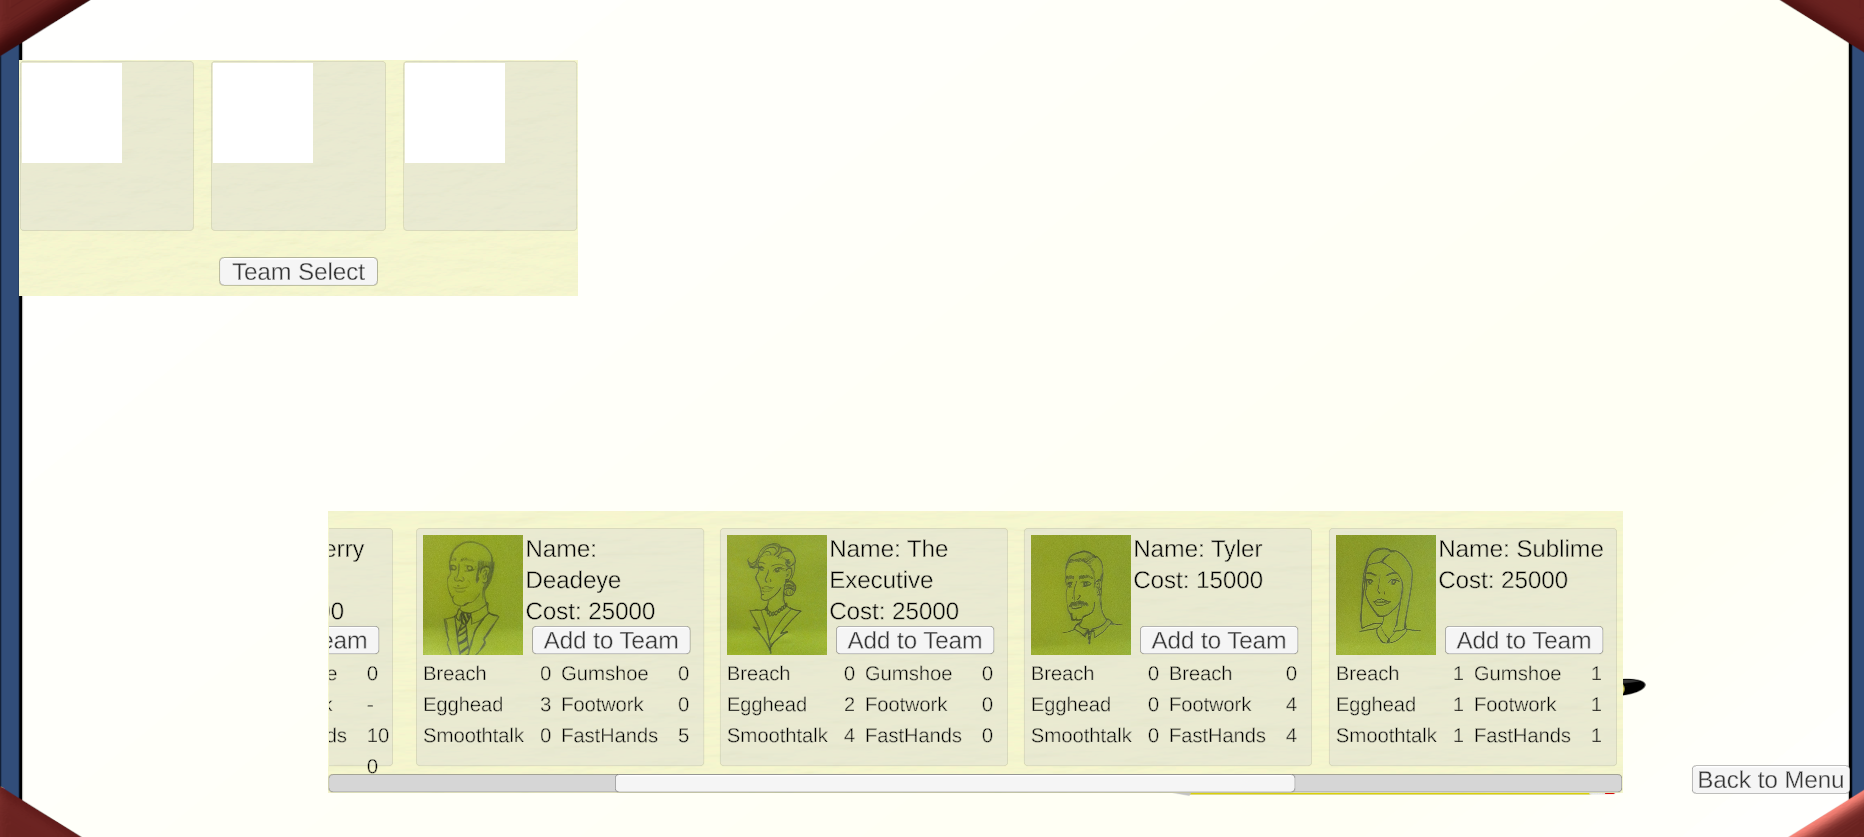 Team Select
erry
0
eam
e 0
k -
ds 10
0
Name:
Deadeye
Cost: 25000
Add to Team
Breach 0 Gumshoe 0
Egghead 3 Footwork 0
Smoothtalk 0 FastHands 5
Name: The
Executive
Cost: 25000
Add to Team
Breach 0 Gumshoe 0
Egghead 2 Footwork 0
Smoothtalk 4 FastHands 0
Name: Tyler
Cost: 15000
Add to Team
Breach 0 Breach 0
Egghead 0 Footwork 4
Smoothtalk 0 FastHands 4
Name: Sublime
Cost: 25000
Add to Team
Breach 1 Gumshoe 1
Egghead 1 Footwork 1
Smoothtalk 1 FastHands 1
Back to Menu